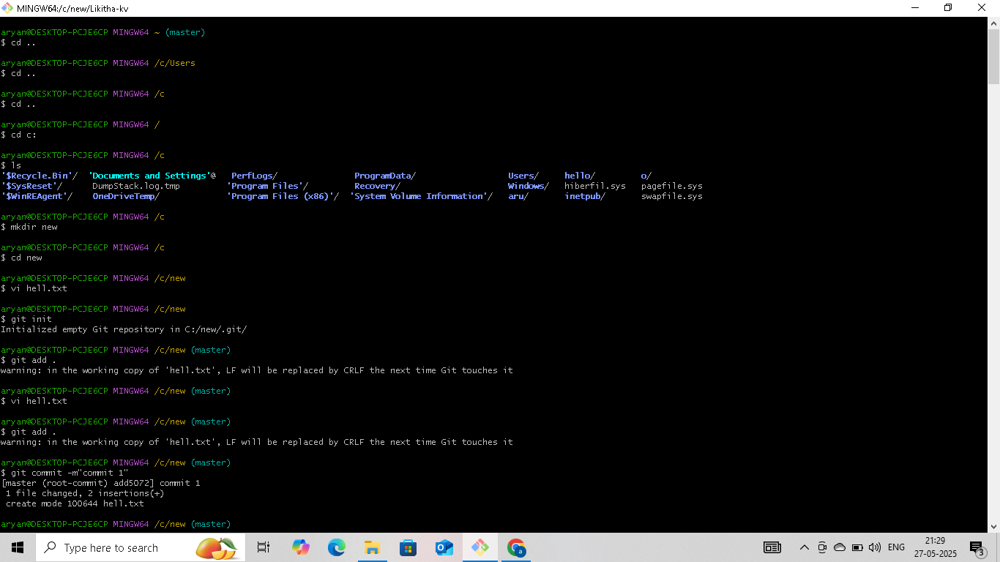 MINGW64:/c/new/Likitha-kv
aryan@DESKTOP-PCJE6CP MINGW64 ~ (master)
$ cd ..
aryan@DESKTOP-PCJE6CP MINGW64 /c/Users
$ cd ..
aryan@DESKTOP-PCJE6CP MINGW64 /c
$ cd ..
aryan@DESKTOP-PCJE6CP MINGW64 /
$ cd c:
aryan@DESKTOP-PCJE6CP MINGW64 /c
$ ls
'$Recycle.Bin'/ 'Documents and Settings'@ PerfLogs/ ProgramData/ Users/ hello/ o/
'$SysReset'/ DumpStack.log.tmp 'Program Files'/ Recovery/ Windows/ hiberfil.sys pagefile.sys
'$WinREAgent'/ OneDriveTemp/ 'Program Files (x86)'/ 'System Volume Information'/ aru/ inetpub/ swapfile.sys
aryan@DESKTOP-PCJE6CP MINGW64 /c
$ mkdir new
aryan@DESKTOP-PCJE6CP MINGW64 /c
$ cd new
aryan@DESKTOP-PCJE6CP MINGW64 /c/new
$ vi hell.txt
aryan@DESKTOP-PCJE6CP MINGW64 /c/new
$ git init
Initialized empty Git repository in C:/new/.git/
aryan@DESKTOP-PCJE6CP MINGW64 /c/new (master)
$ git add .
warning: in the working copy of 'hell.txt', LF will be replaced by CRLF the next time Git touches it
aryan@DESKTOP-PCJE6CP MINGW64 /c/new (master)
$ vi hell.txt
aryan@DESKTOP-PCJE6CP MINGW64 /c/new (master)
$ git add .
warning: in the working copy of 'hell.txt', LF will be replaced by CRLF the next time Git touches it
aryan@DESKTOP-PCJE6CP MINGW64 /c/new (master)
$ git commit -m"commit 1"
[master (root-commit) add5072] commit 1
1 file changed, 2 insertions(+)
create mode 100644 hell.txt
aryan@DESKTOP-PCJE6CP MINGW64 /c/new (master)
Type here to search
ENG
21:29
27-05-2025
3